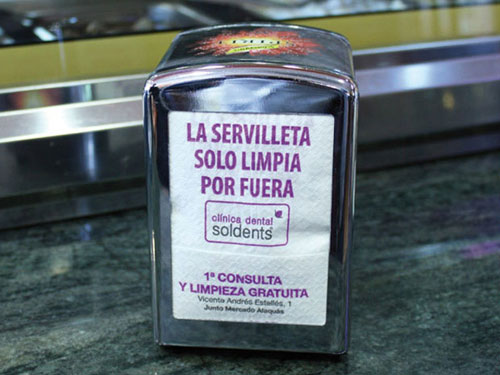 LA SERVILLETA
SOLO LIMPIA
POR FUERA
clínica dental
soldents
1ª CONSULTA
Y LIMPIEZA GRATUITA
Vicente Andrés Estellés, 1
Junto Mercado Alaquàs